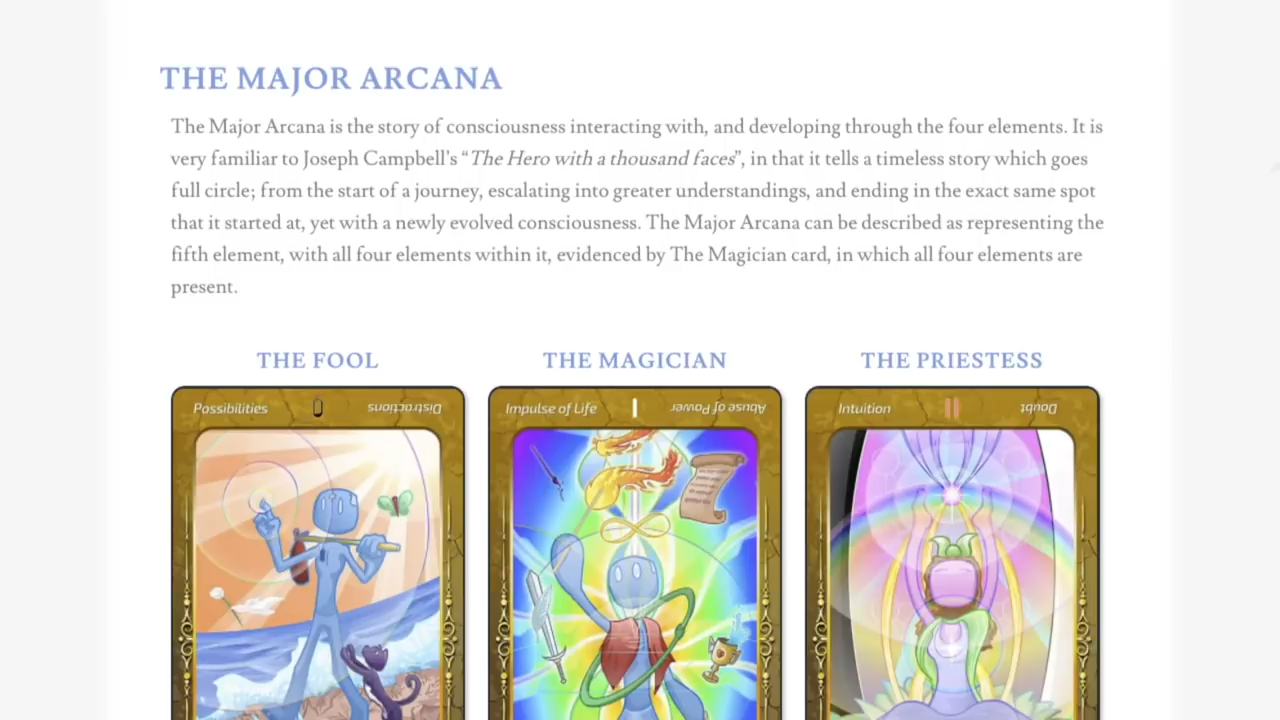 THE MAJOR ARCANA
The Major Arcana is the story of consciousness interacting with, and developing through the four elements. It is
very familiar to Joseph Campbell's “The Hero with a thousand faces”, in that it tells a timeless story which goes
full circle; from the start of a journey, escalating into greater understandings, and ending in the exact same spot
that it started at, yet with a newly evolved consciousness. The Major Arcana can be described as representing the
fifth element, with all four elements within it, evidenced by The Magician card, in which all four elements are
present.
THE FOOL
THE MAGICIAN
THE PRIESTESS
Possibilities 0 Distractions
Impulse of Life I Abuse of Power
Intuition II Doubt